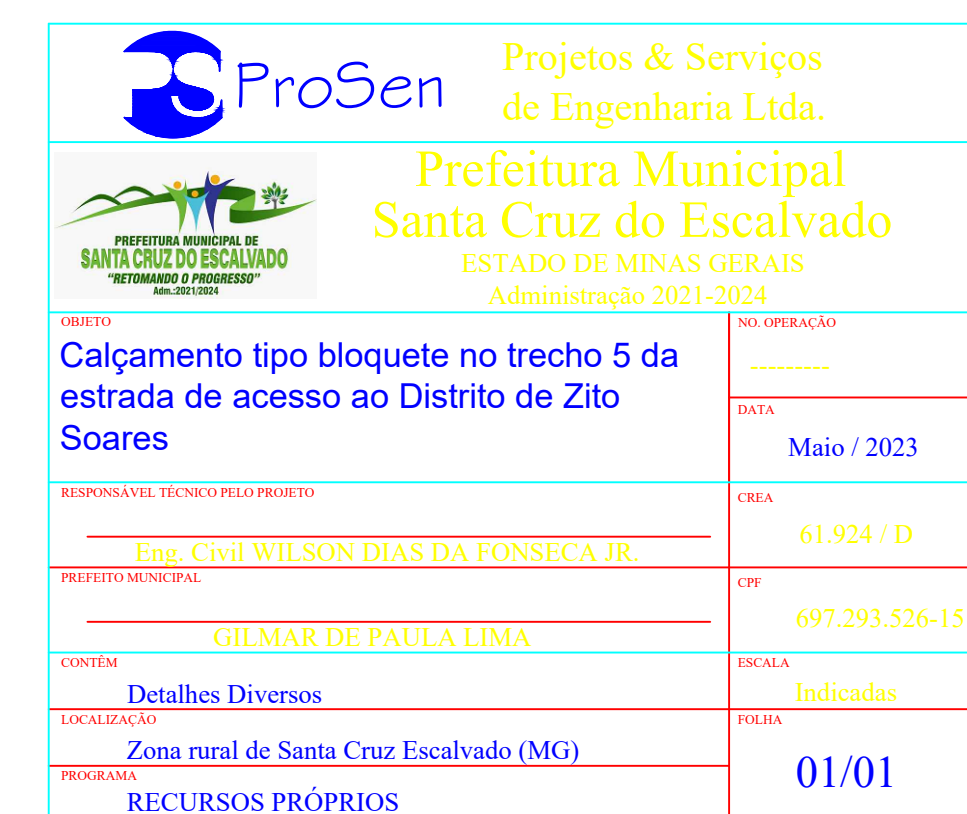 ProSen
Projetos & Serviços
de Engenharia Ltda.
PREFEITURA MUNICIPAL DE
SANTA CRUZ DO ESCALVADO
"RETOMANDO O PROGRESSO"
Adm.:2021/2024
Prefeitura Municipal
Santa Cruz do Escalvado
ESTADO DE MINAS GERAIS
Administração 2021-2024
OBJETO
Calçamento tipo bloquete no trecho 5 da
estrada de acesso ao Distrito de Zito
Soares
NO. OPERAÇÃO
---------
DATA
Maio / 2023
RESPONSÁVEL TÉCNICO PELO PROJETO
Eng. Civil WILSON DIAS DA FONSECA JR.
CREA
61.924 / D
PREFEITO MUNICIPAL
GILMAR DE PAULA LIMA
CPF
697.293.526-15
CONTÊM
Detalhes Diversos
ESCALA
Indicadas
LOCALIZAÇÃO
Zona rural de Santa Cruz Escalvado (MG)
FOLHA
01/01
PROGRAMA
RECURSOS PRÓPRIOS